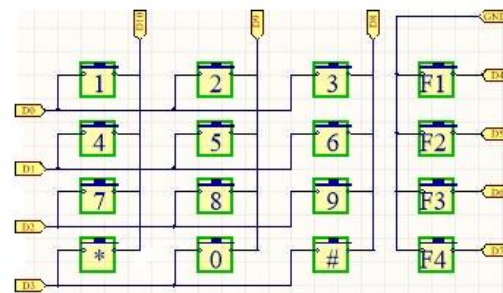 D10 D9 D8 GND
1 2 3 F1 D4
D0
4 5 6 F2 D5
D1
7 8 9 F3 D6
D2
* 0 # F4 D7
D3